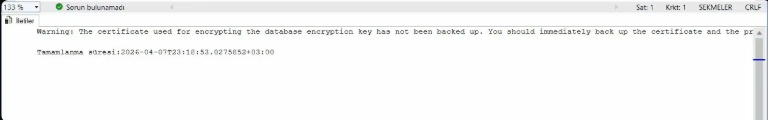 133 % Sorun bulunamadı Sat: 1 Krkt: 1 SEKMELER CRLF
İletiler
Warning: The certificate used for encrypting the database encryption key has not been backed up. You should immediately back up the certificate and the pr
Tamamlanma süresi:2026-04-07T23:18:53.0275852+03:00